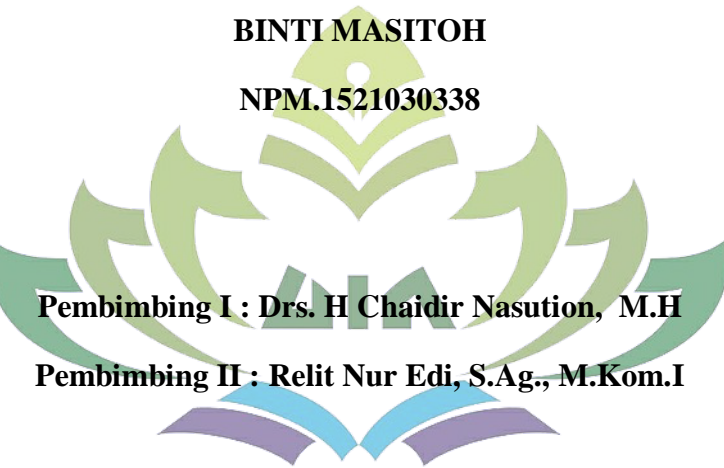 BINTI MASITOH
NPM.1521030338
Pembimbing I : Drs. H Chaidir Nasution, M.H
Pembimbing II : Relit Nur Edi, S.Ag., M.Kom.I